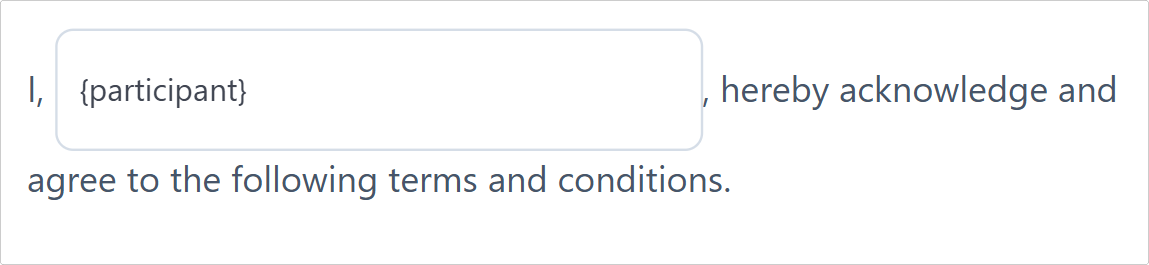 I, {participant}, hereby acknowledge and
agree to the following terms and conditions.